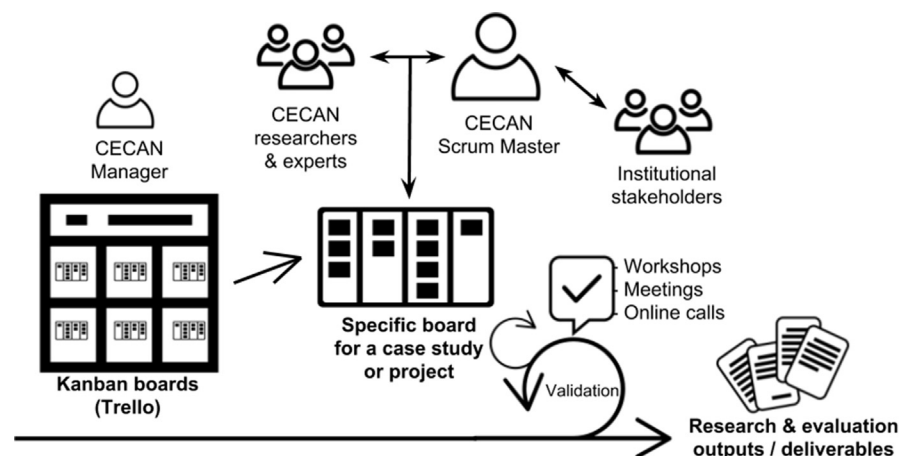 CECAN
Manager
CECAN
researchers
& experts
CECAN
Scrum Master
Institutional
stakeholders
Kanban boards
(Trello)
Specific board
for a case study
or project
Workshops
Meetings
Online calls
Validation
Research & evaluation
outputs / deliverables